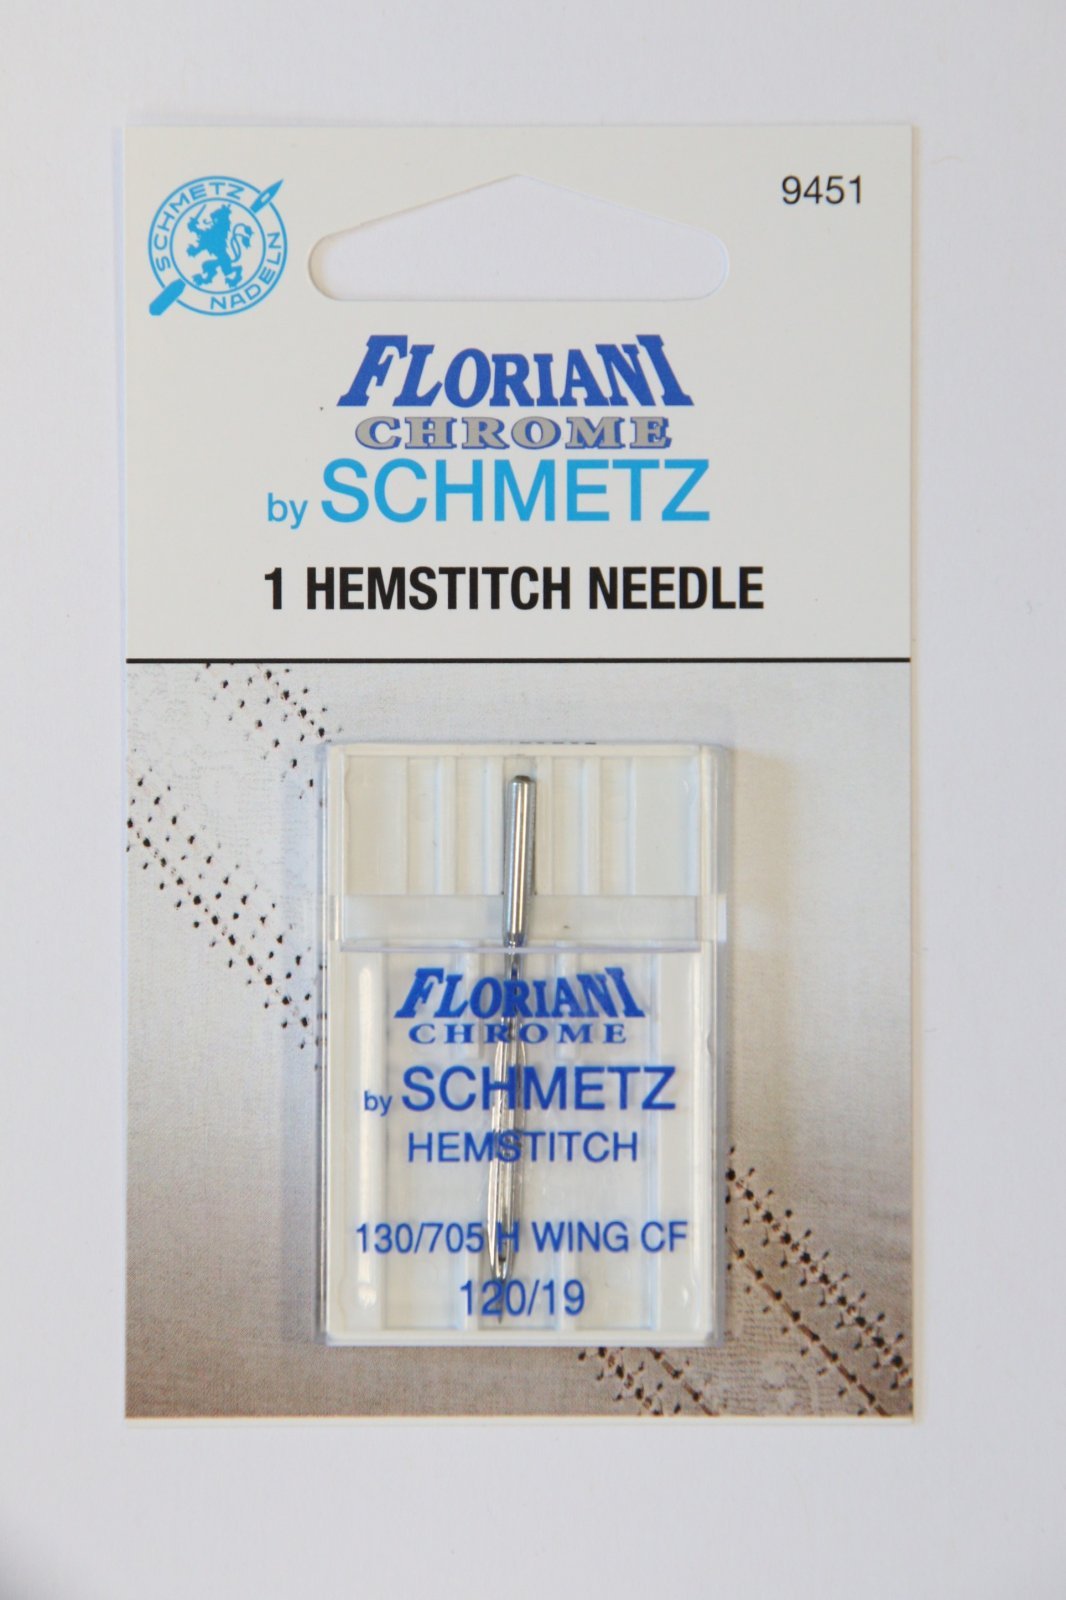 9451
SCHMETZ
NADELN
FLORIANI
CHROME
by SCHMETZ
1 HEMSTITCH NEEDLE
FLORIANI
CHROME
by SCHMETZ
HEMSTITCH
130/705 H WING CF
120/19